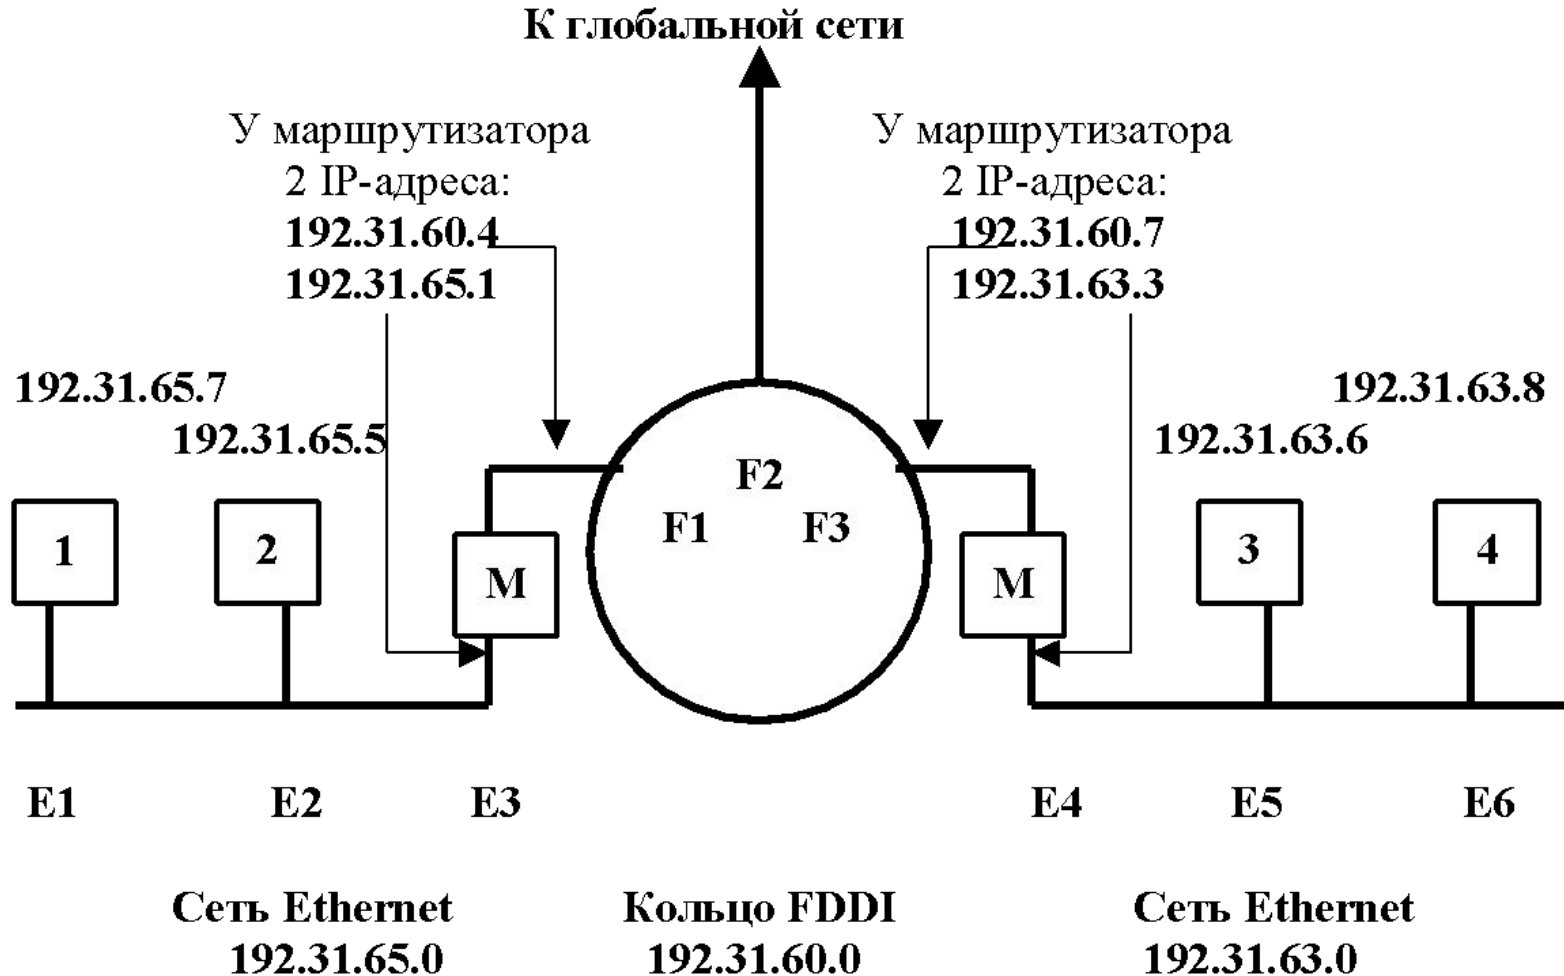 К глобальной сети
У маршрутизатора
2 IP-адреса:
192.31.60.4
192.31.65.1
У маршрутизатора
2 IP-адреса:
192.31.60.7
192.31.63.3
192.31.65.7
192.31.65.5
192.31.63.8
192.31.63.6
F2
F1
F3
1
2
М
М
3
4
E1
E2
E3
E4
E5
E6
Сеть Ethernet
192.31.65.0
Кольцо FDDI
192.31.60.0
Сеть Ethernet
192.31.63.0